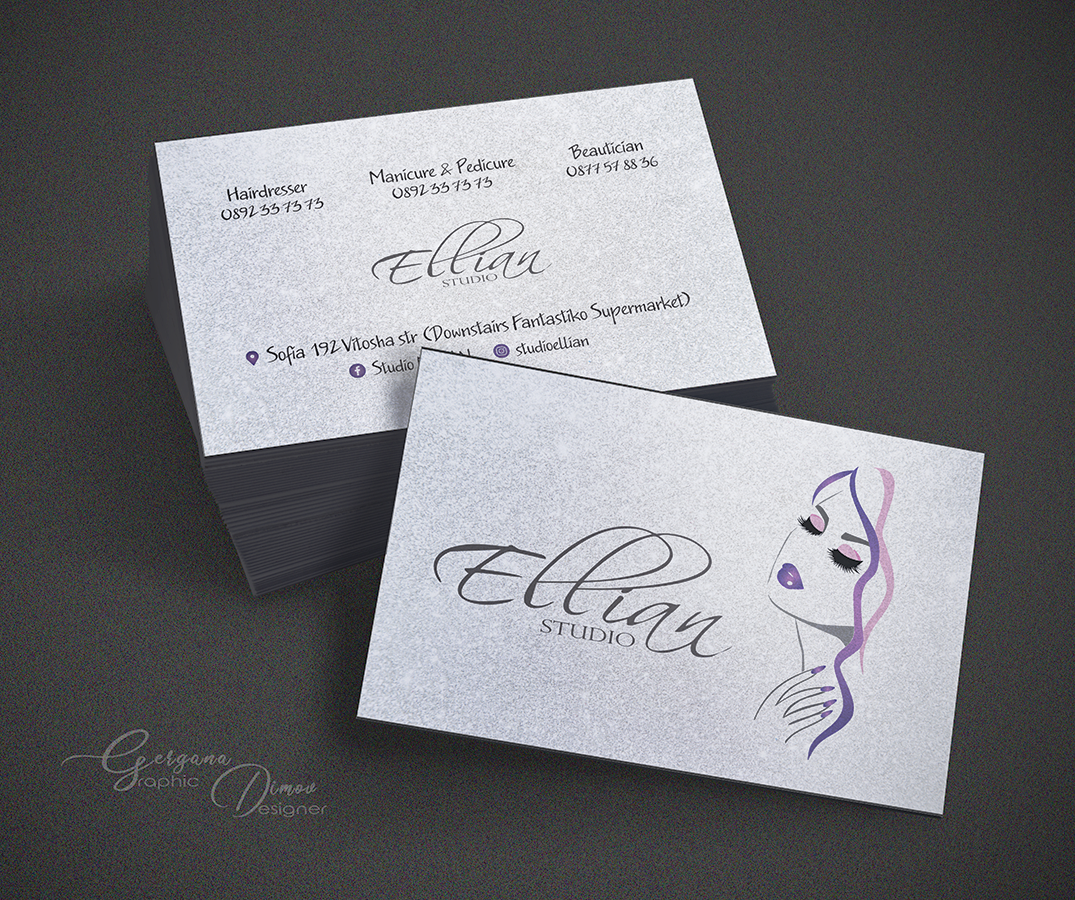 Hairdresser
0892 33 73 73
Manicure & Pedicure
0892 33 73 73
Beautician
0877 57 88 36
Ellian
STUDIO
Sofia 192 Vitosha str (Downstairs Fantastiko Supermarket)
Studio
studioellian
Ellian
STUDIO
Gergana
Graphic
Dimov
Designer